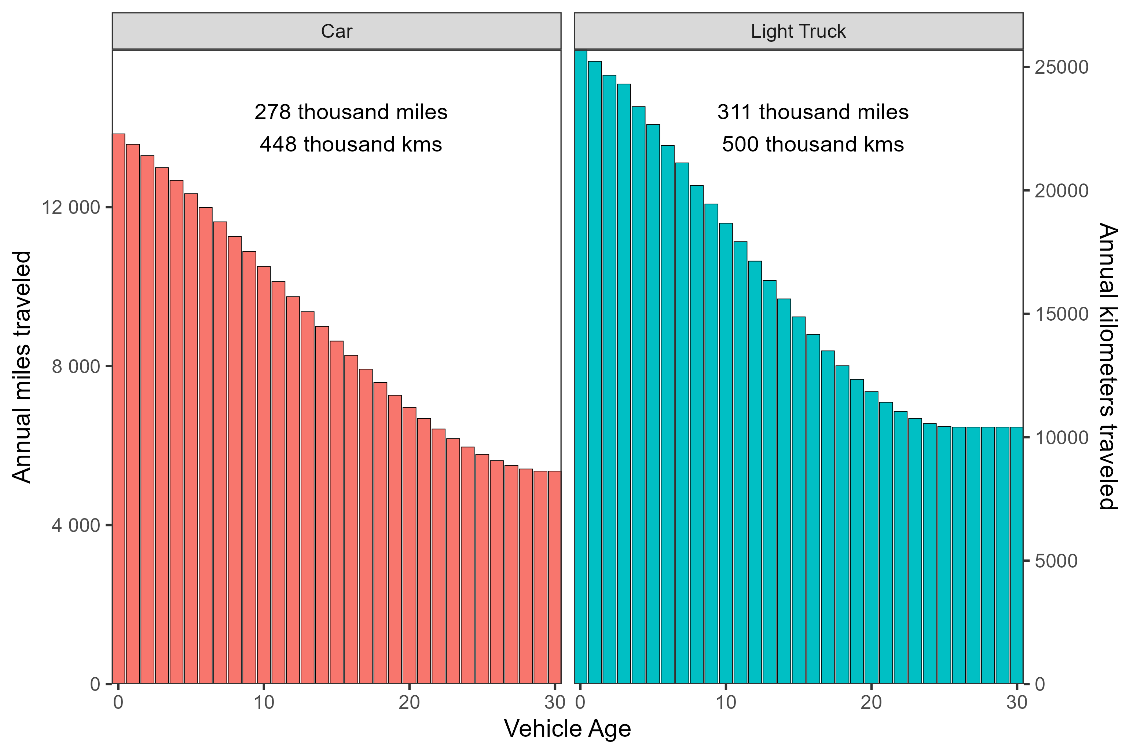 Car
Light Truck
278 thousand miles
448 thousand kms
311 thousand miles
500 thousand kms
Annual miles traveled
12 000
8 000
4 000
0
25000
20000
15000
10000
5000
0
Annual kilometers traveled
0 10 20 30
0 10 20 30
Vehicle Age